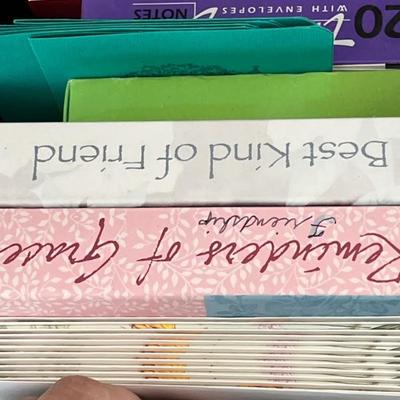 Reminders of Grace
Friendship
Best Kind of Friend
20
NOTES
WITH ENVELOPES